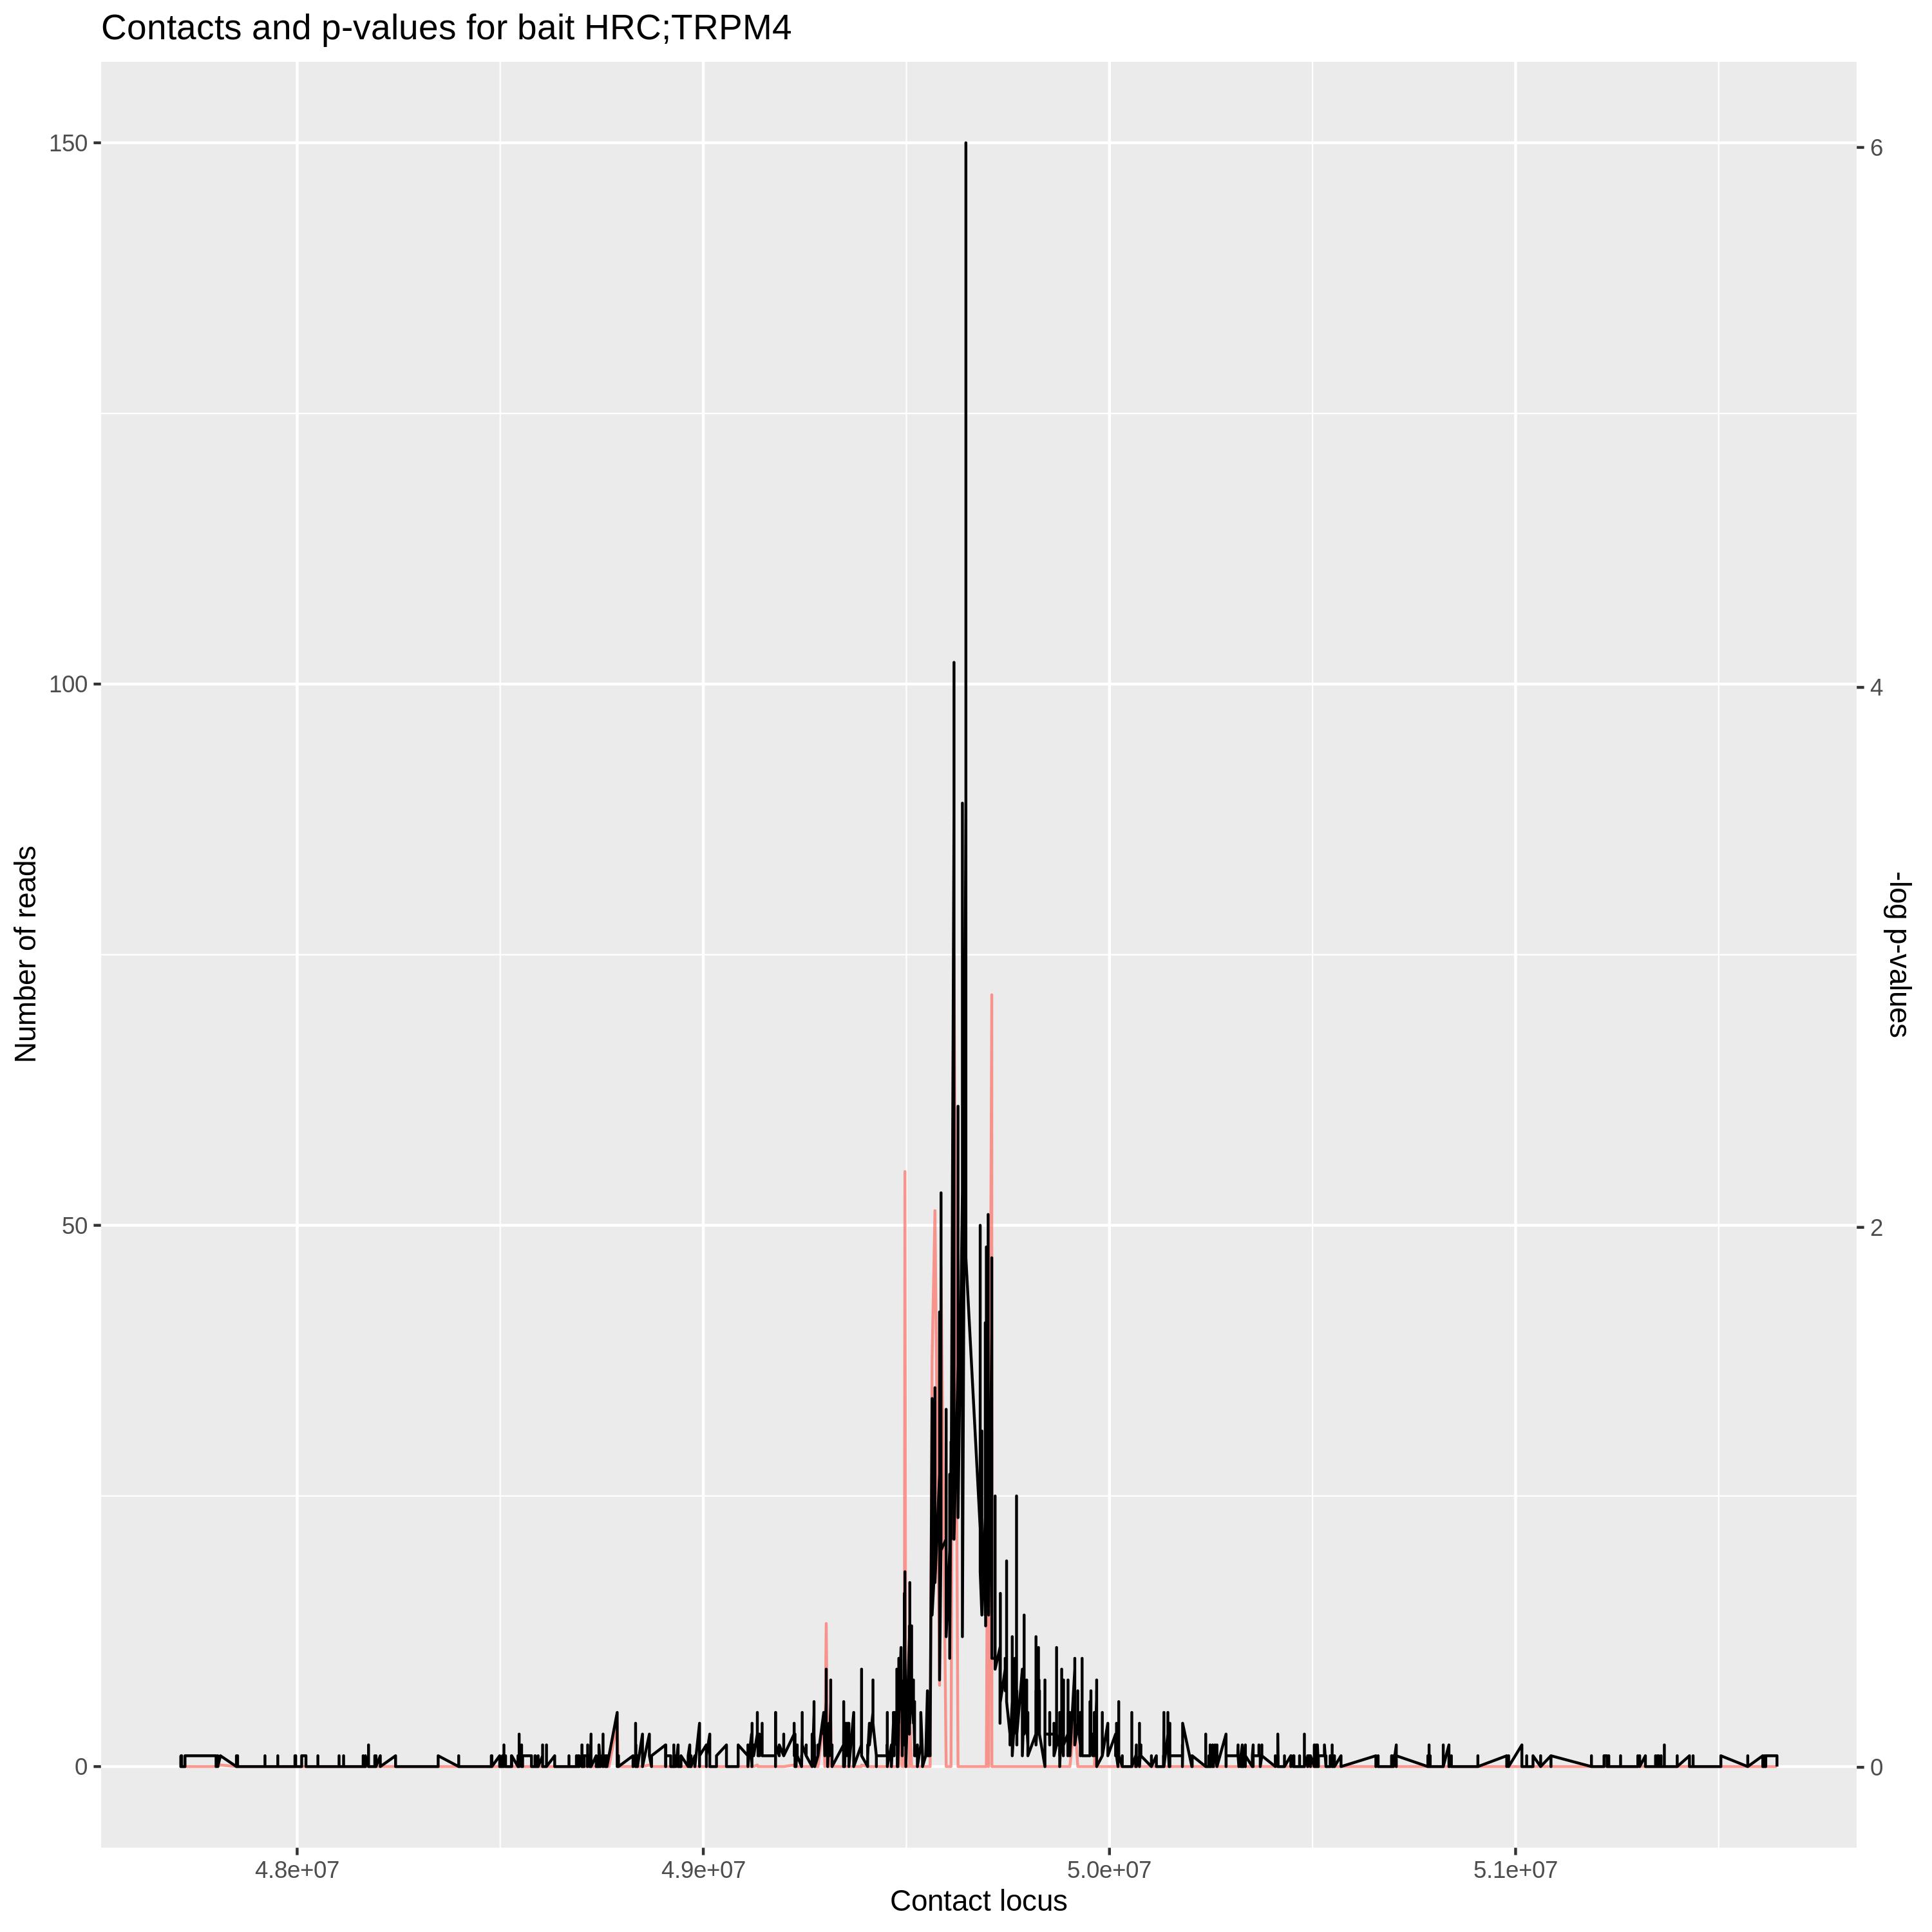 Contacts and p-values for bait HRC;TRPM4
150
100
50
0
6
4
2
0
Number of reads
-log p-values
4.8e+07
4.9e+07
5.0e+07
5.1e+07
Contact locus